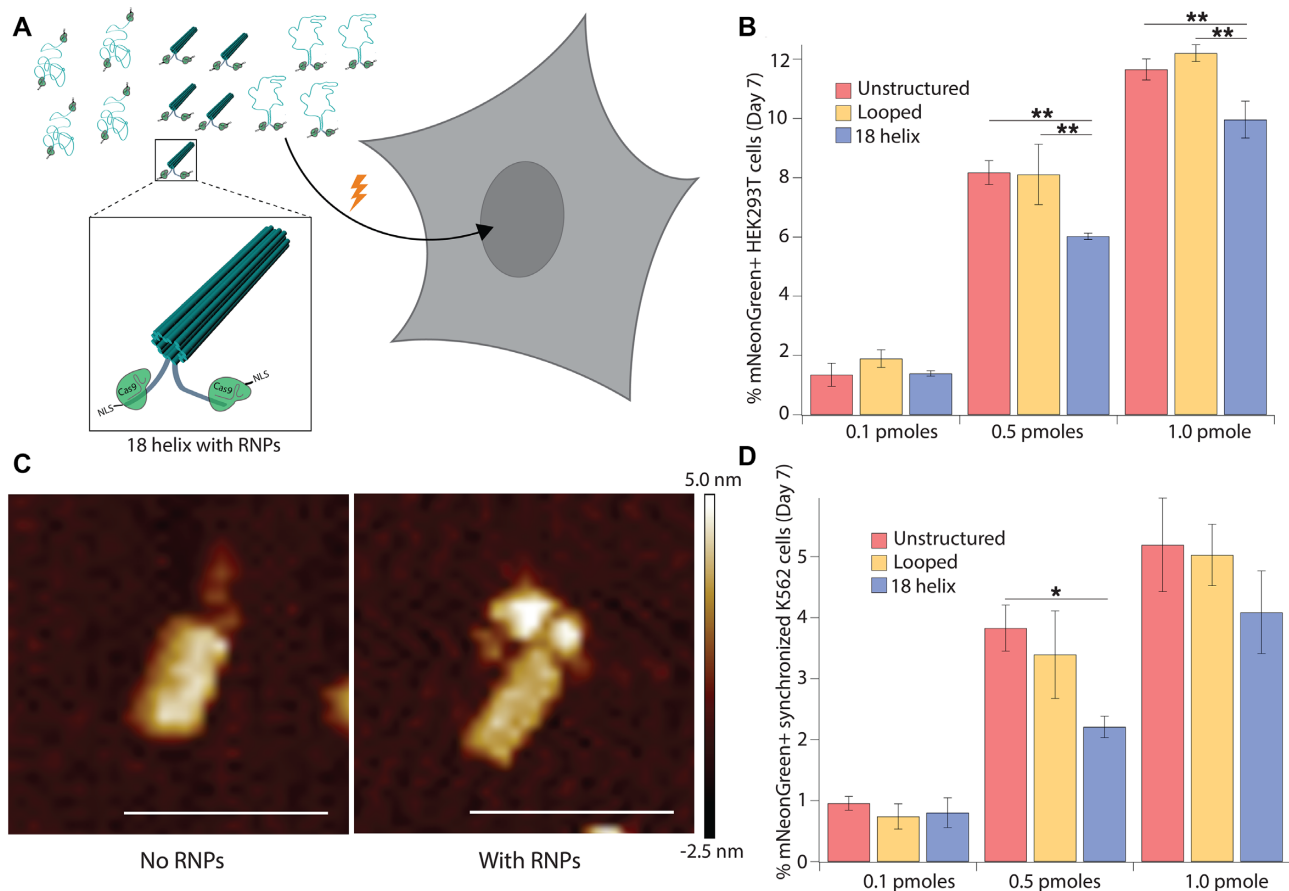 A
Cas9
Cas9
NLS
NLS
18 helix with RNPs
B
% mNeonGreen+ HEK293T cells (Day 7)
12
10
8
6
4
2
0
Unstructured
Looped
18 helix
**
**
**
**
0.1 pmoles
0.5 pmoles
1.0 pmole
C
5.0 nm
-2.5 nm
No RNPs
With RNPs
D
% mNeonGreen+ synchronized K562 cells (Day 7)
5
4
3
2
1
0
Unstructured
Looped
18 helix
*
0.1 pmoles
0.5 pmoles
1.0 pmole